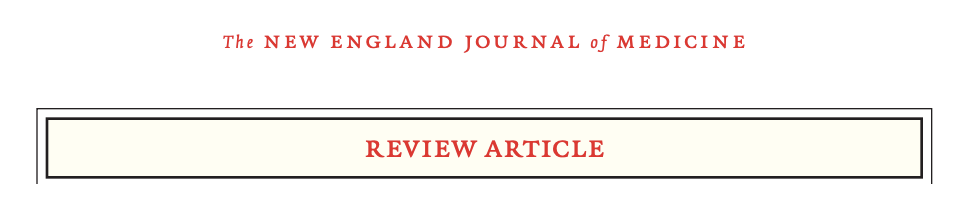 The NEW ENGLAND JOURNAL of MEDICINE
REVIEW ARTICLE